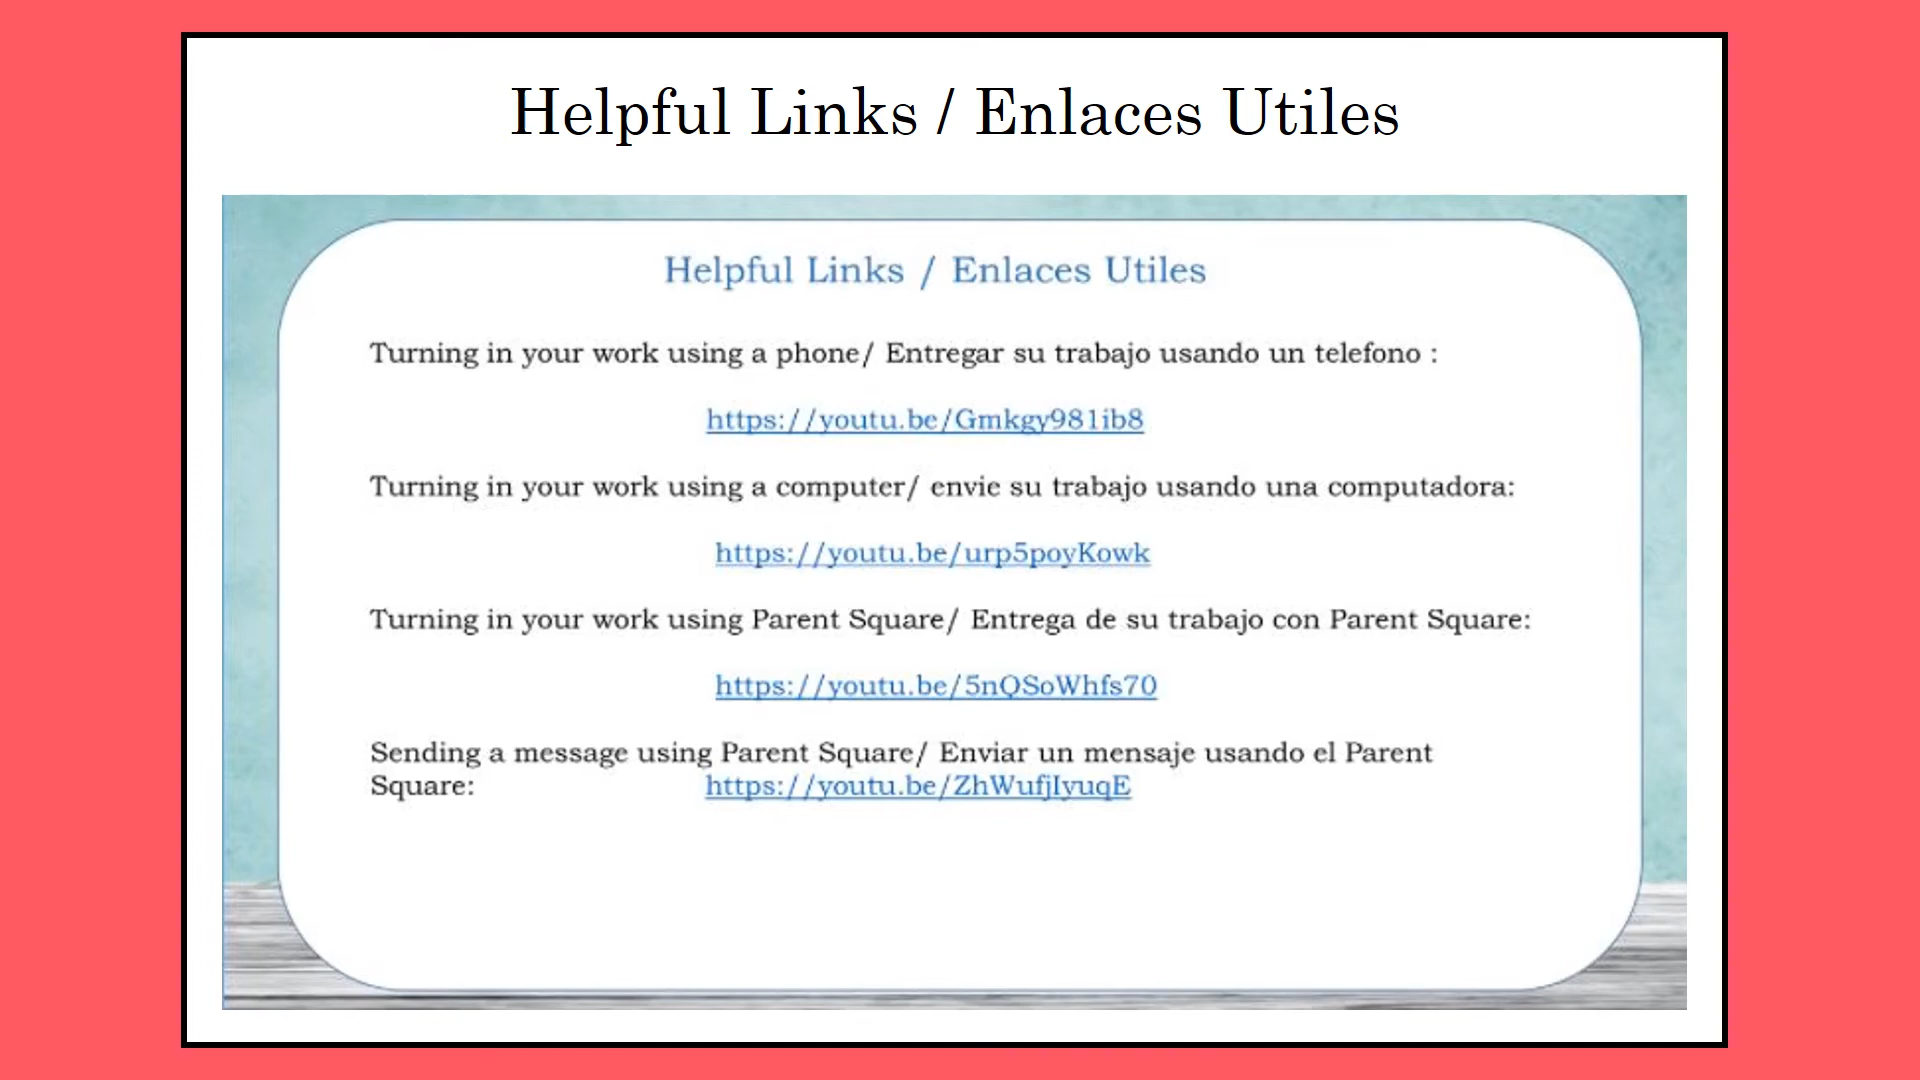 Helpful Links / Enlaces Utiles
Helpful Links / Enlaces Utiles
Turning in your work using a phone/ Entregar su trabajo usando un telefono :
https://youtu.be/Gmkgy981ib8
Turning in your work using a computer/ envie su trabajo usando una computadora:
https://youtu.be/urp5poyKowk
Turning in your work using Parent Square/ Entrega de su trabajo con Parent Square:
https://youtu.be/5nQSoWhfs70
Sending a message using Parent Square/ Enviar un mensaje usando el Parent
Square: https://youtu.be/ZhWufjIyuqE